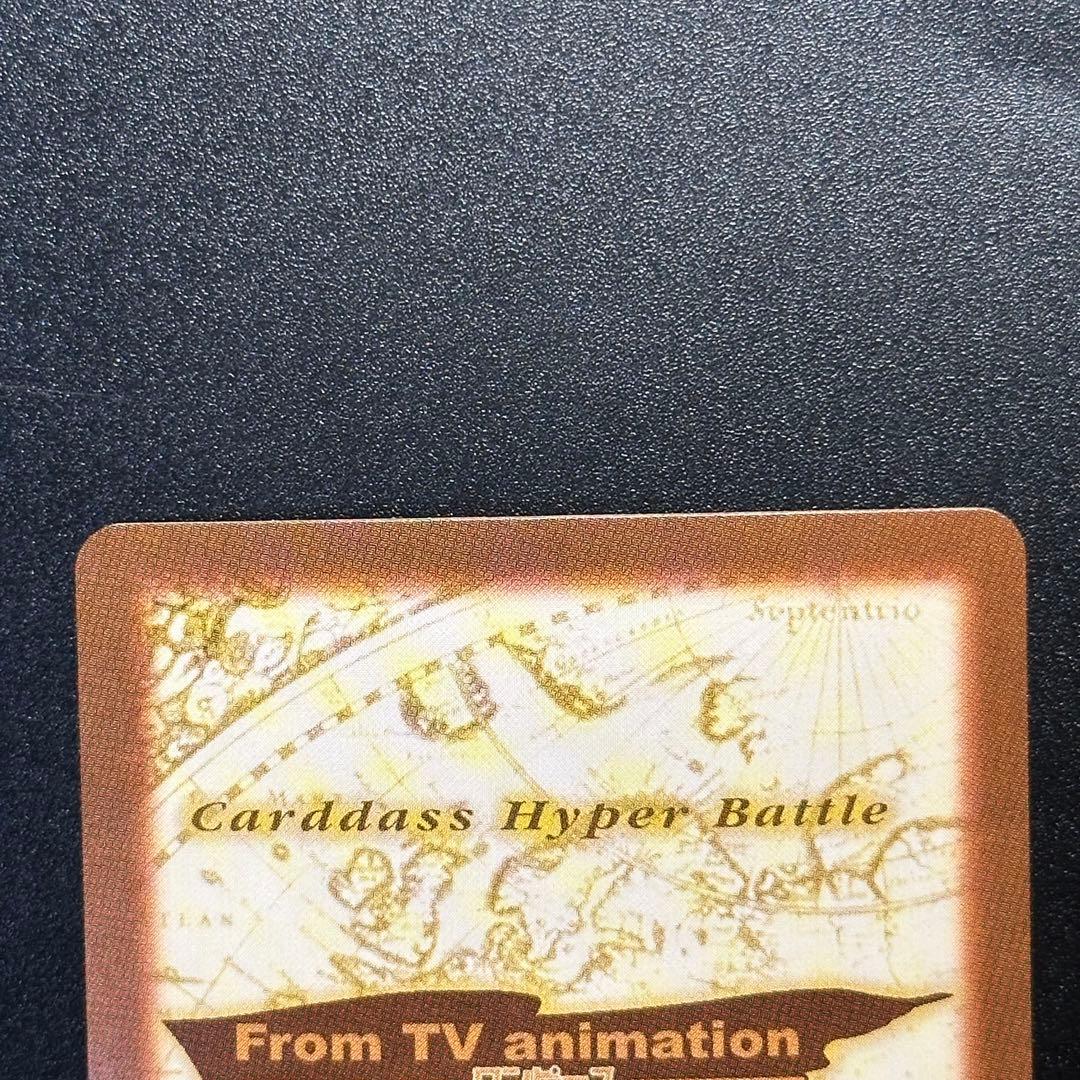 Septentrio
Carddass Hyper Battle
From TV animation